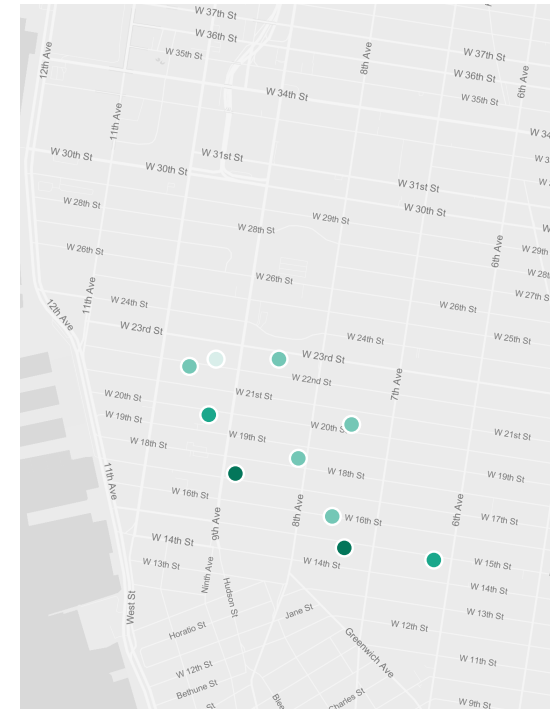 W 37th St
W 36th St
W 35th St
12th Ave
8th Ave
W 37th St
W 36th St
W 35th St
6th Ave
W 34th St
W 34
11th Ave
W 30th St
W 31st St
W 30th St
W 3
W 31st St
W 30th St
W 28th St
W 29th St
W 28th St
W
W 26th St
6th Ave
W 29th
W 28t
W 26th St
W 27th S
11th Ave
W 24th St
W 26th St
12th Ave
W 23rd St
W 24th St
W 25th St
W 23rd St
W 22nd St
7th Ave
W 20th St
W 21st St
W 19th St
W 20th S
W 18th St
W 19th St
W 21st St
W 18th St
W 19th St
11th Ave
W 16th St
8th Ave
6th Ave
9th Ave
W 16th St
W 17th St
W 14th St
W 13th St
W 14th St
W 15th St
Ninth Ave
Hudson St
W 14th St
West St
Jane St
W 13th St
Horatio St
W 12th St
Greenwich Ave
W 11th St
W 12th St
Bethune St
Blee
Charles St
St
W 9th St